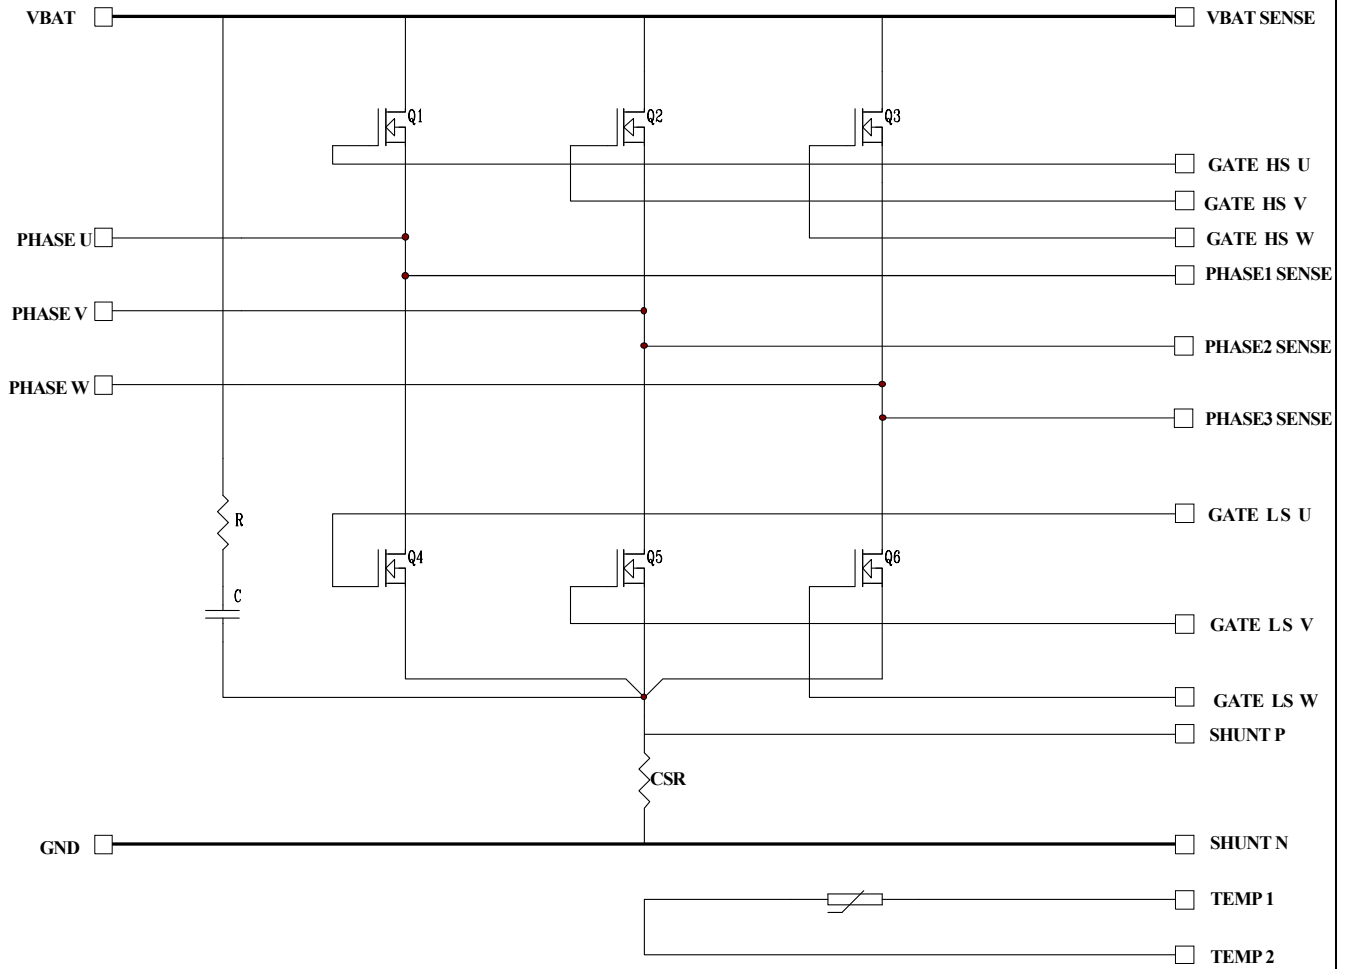 VBAT
VBAT SENSE
Q1
Q2
Q3
GATE HS U
GATE HS V
PHASE U
GATE HS W
PHASE1 SENSE
PHASE V
PHASE2 SENSE
PHASE W
PHASE3 SENSE
R
GATE LS U
Q4
Q5
Q6
C
GATE LS V
GATE LS W
SHUNT P
CSR
GND
SHUNT N
TEMP 1
TEMP 2